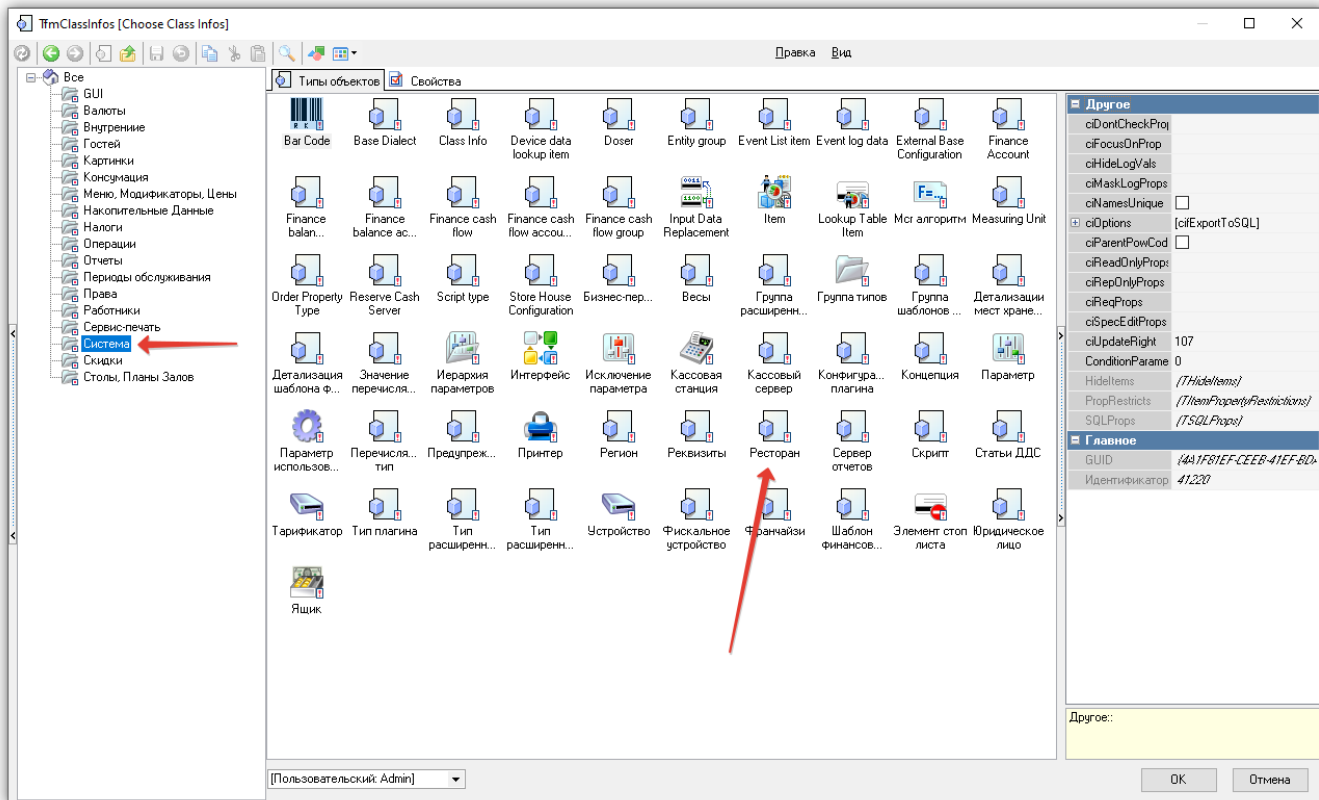 TfmClassInfos [Choose Class Infos]
Правка Вид
Все
GUI
Валюты
Внутренние
Гостей
Картинки
Консумация
Меню, Модификаторы, Цены
Накопительные Данные
Налоги
Операции
Отчеты
Периоды обслуживания
Права
Работники
Сервис-печать
Система
Скидки
Столы, Планы Залов
Типы объектов Свойства
Bar Code Base Dialect Class Info Device data Doser Entity group Event List item Event log data External Base Finance
lookup item Configuration Account
Finance Finance Finance cash Finance cash Finance cash Input Data Item Lookup Table Мсг алгоритм Measuring Unit
balan... balance ac... flow flow accou... flow group Replacement Item
Order Property Reserve Cash Script type Store House Бизнес-пер... Весы Группа Группа типов Группа Детализации
Type Server Configuration расширенн... шаблонов ... мест хране...
Детализация Значение Иерархия Интерфейс Исключение Кассовая Кассовый Конфигура... Концепция Параметр
шаблона ф... перечисля... параметров параметра станция сервер плагина
Параметр Перечисля... Предупреж... Принтер Регион Реквизиты Ресторан Сервер Скрипт Статьи ДДС
использов... тип отчетов
Тарификатор Тип плагина Тип Тип Устройство Фискальное Франчайзи Шаблон Элемент стоп Юридическое
расширенн... расширенн... устройство финансов... листа лицо
Ящик
[Пользовательский: Admin]
Другое
ciDontCheckProp
ciFocusOnProp
ciHideLogVals
ciMaskLogProps
ciNamesUnique
ciOptions [cifExportToSQL]
ciParentPowCod
ciReadOnlyProps
ciRepOnlyProps
ciReqProps
ciSpecEditProps
ciUpdateRight 107
ConditionParame 0
HideItems (THideItems)
PropRestricts (TItemPropertyRestrictions)
SQLProps (TSQLProps)
Главное
GUID {4A1F81EF-CEEB-41EF-BD
Идентификатор 41220
Другое::
OK Отмена